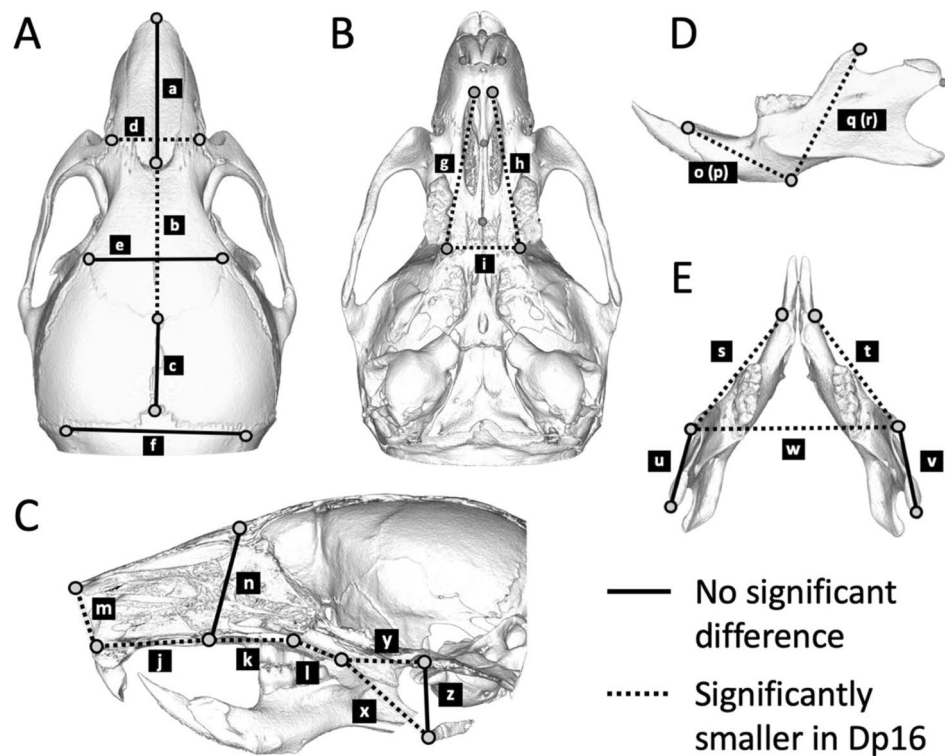 A
B
D
a
d
b
e
c
f
g
h
i
q (r)
o (p)
E
s
t
w
u
v
C
m
n
j
k
l
y
x
z
No significant
difference
Significantly
smaller in Dp16